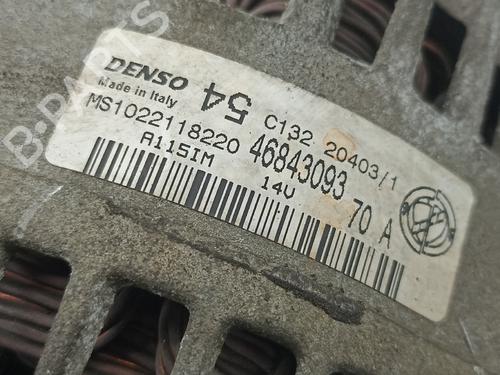 DENSO 54 C132 20403/1
Made in Italy
MS1022118220 46843093 70 A
A115IM 14V
B-PARTS